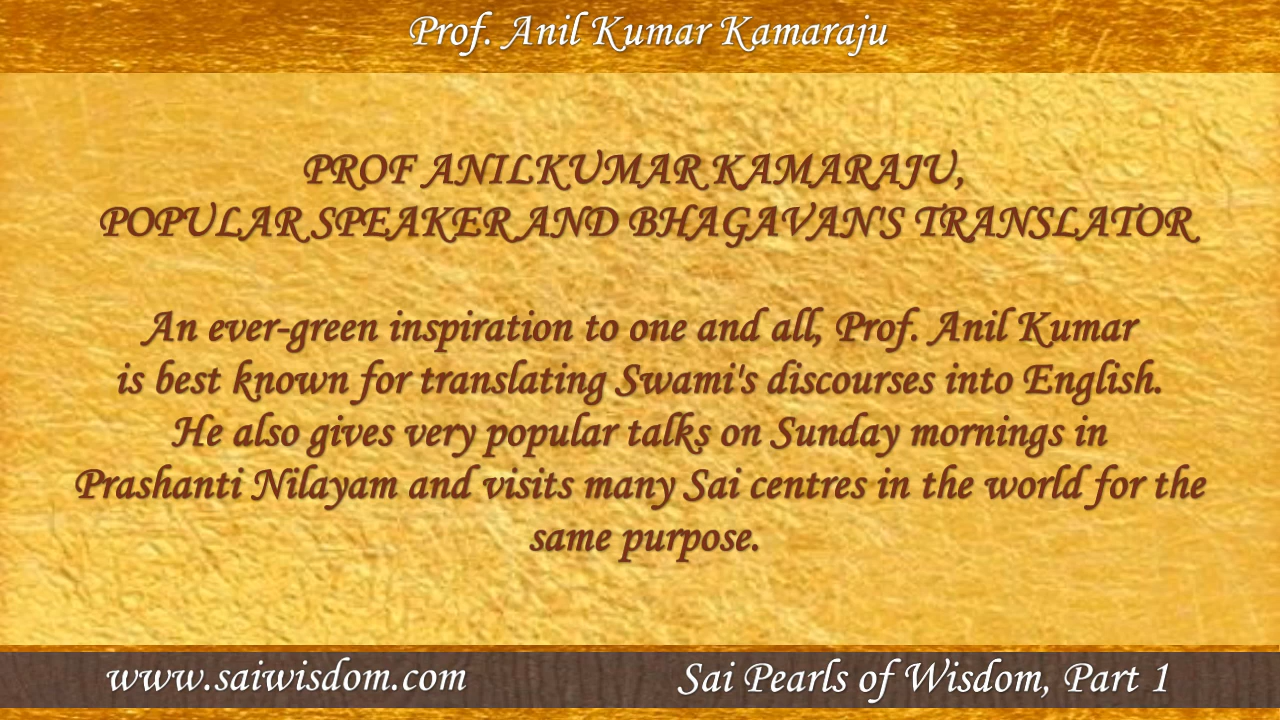 Prof. Anil Kumar Kamaraju
PROF ANILKUMAR KAMARAJU,
POPULAR SPEAKER AND BHAGAVAN'S TRANSLATOR
An ever-green inspiration to one and all, Prof. Anil Kumar
is best known for translating Swami's discourses into English.
He also gives very popular talks on Sunday mornings in
Prashanti Nilayam and visits many Sai centres in the world for the
same purpose.
www.saiwisdom.com
Sai Pearls of Wisdom, Part 1